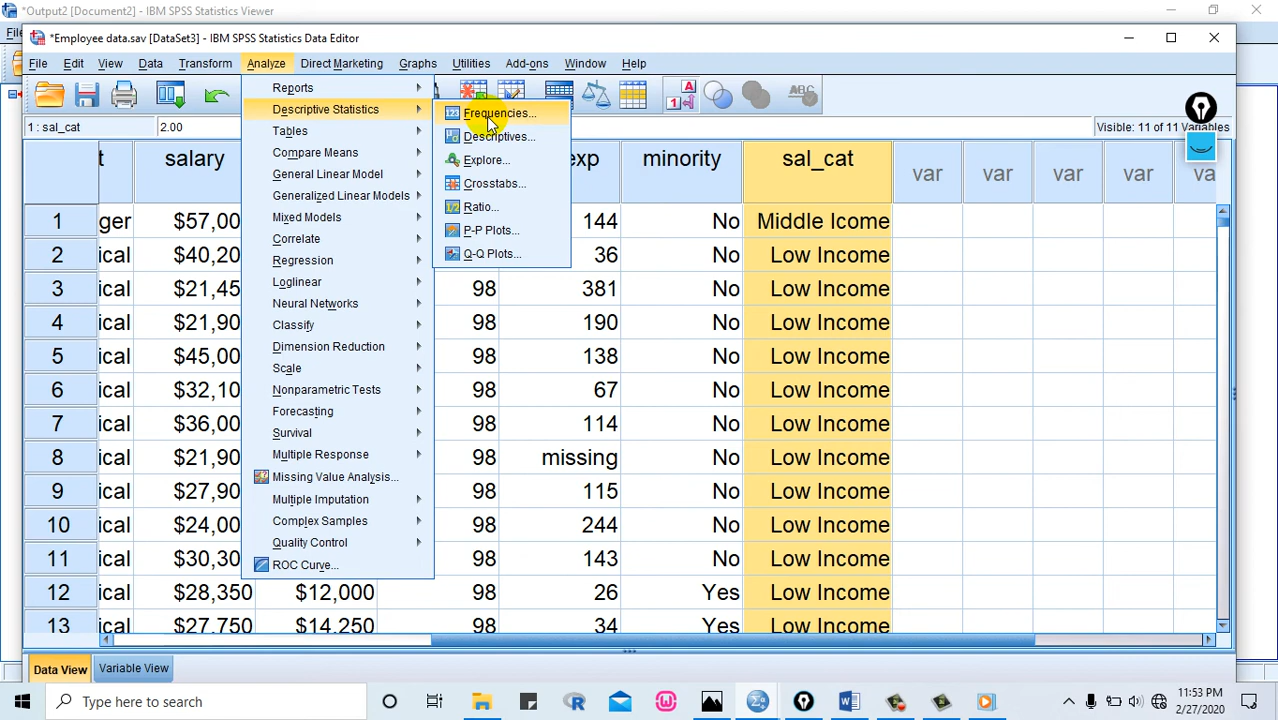 *Output2 [Document2] - IBM SPSS Statistics Viewer
*Employee data.sav [DataSet3] - IBM SPSS Statistics Data Editor
File Edit View Data Transform Analyze Direct Marketing Graphs Utilities Add-ons Window Help
1 : sal_cat 2.00 Visible: 11 of 11 Variables
Reports
Descriptive Statistics
Tables
Compare Means
General Linear Model
Generalized Linear Models
Mixed Models
Correlate
Regression
Loglinear
Neural Networks
Classify
Dimension Reduction
Scale
Nonparametric Tests
Forecasting
Survival
Multiple Response
Missing Value Analysis...
Multiple Imputation
Complex Samples
Quality Control
ROC Curve...
Frequencies...
Descriptives...
Explore...
Crosstabs...
Ratio...
P-P Plots...
Q-Q Plots...
t salary exp minority sal_cat var var var var var
1 ger $57,00 144 No Middle Icome
2 ical $40,20 36 No Low Income
3 ical $21,45 98 381 No Low Income
4 ical $21,90 98 190 No Low Income
5 ical $45,00 98 138 No Low Income
6 ical $32,10 98 67 No Low Income
7 ical $36,00 98 114 No Low Income
8 ical $21,90 98 missing No Low Income
9 ical $27,90 98 115 No Low Income
10 ical $24,00 98 244 No Low Income
11 ical $30,30 98 143 No Low Income
12 ical $28,350 $12,000 98 26 Yes Low Income
13 ical $27,750 $14,250 98 34 Yes Low Income
Data View Variable View
Type here to search
11:53 PM
2/27/2020